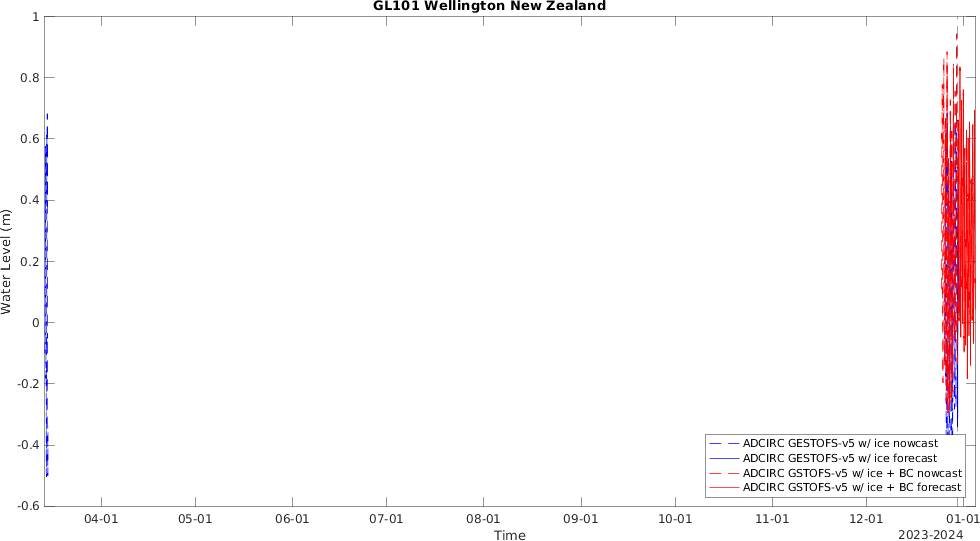 GL101 Wellington New Zealand
1
0.8
0.6
0.4
0.2
0
-0.2
-0.4
-0.6
Water Level (m)
04-01 05-01 06-01 07-01 08-01 09-01 10-01 11-01 12-01 01-01
Time
2023-2024
ADCIRC GESTOFS-v5 w/ ice nowcast
ADCIRC GESTOFS-v5 w/ ice forecast
ADCIRC GSTOFS-v5 w/ ice + BC nowcast
ADCIRC GSTOFS-v5 w/ ice + BC forecast